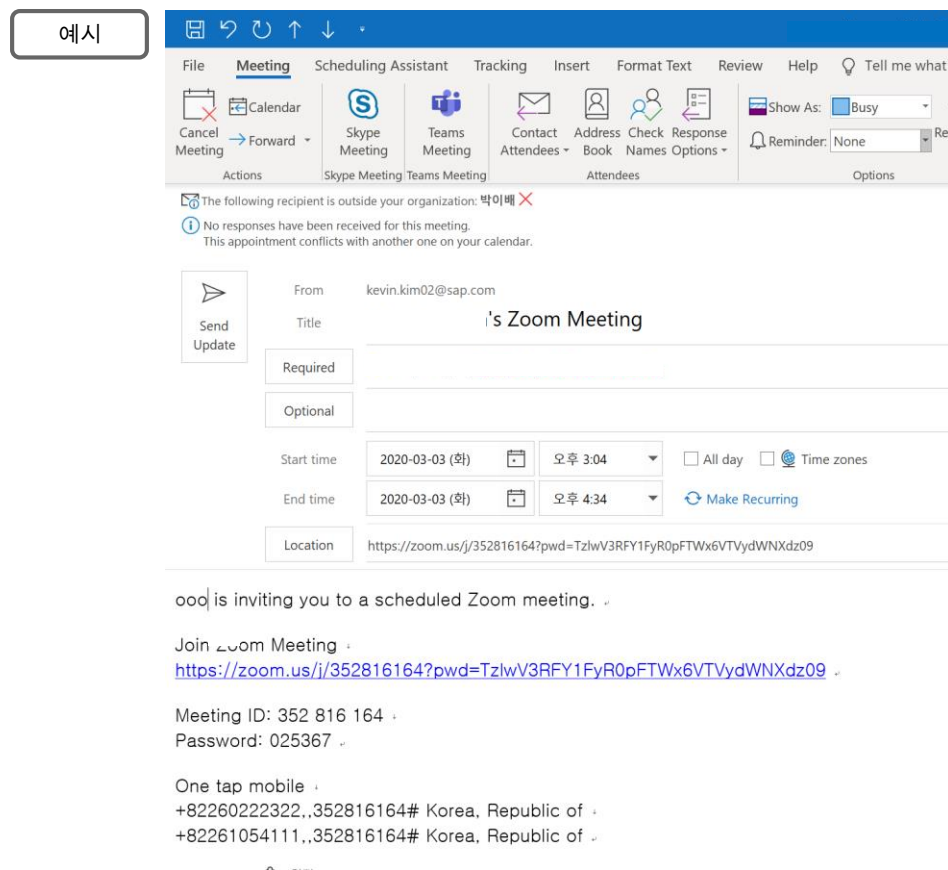 예시
File Meeting Scheduling Assistant Tracking Insert Format Text Review Help Tell me what
Cancel Meeting
Calendar
Forward
Skype Meeting
Teams Meeting
Contact Attendees
Address Book
Check Names
Response Options
Show As: Busy
Reminder: None
Re
Actions Skype Meeting Teams Meeting Attendees Options
The following recipient is outside your organization: 박이배
No responses have been received for this meeting.
This appointment conflicts with another one on your calendar.
Send Update
From kevin.kim02@sap.com
Title 's Zoom Meeting
Required
Optional
Start time 2020-03-03 (화) 오후 3:04 All day Time zones
End time 2020-03-03 (화) 오후 4:34 Make Recurring
Location https://zoom.us/j/352816164?pwd=TzlwV3RFY1FyR0pFTWx6VTVydWNXdz09
ooo is inviting you to a scheduled Zoom meeting.
Join Zoom Meeting
https://zoom.us/j/352816164?pwd=TzlwV3RFY1FyR0pFTWx6VTVydWNXdz09
Meeting ID: 352 816 164
Password: 025367
One tap mobile
+82260222322,,352816164# Korea, Republic of
+82261054111,,352816164# Korea, Republic of